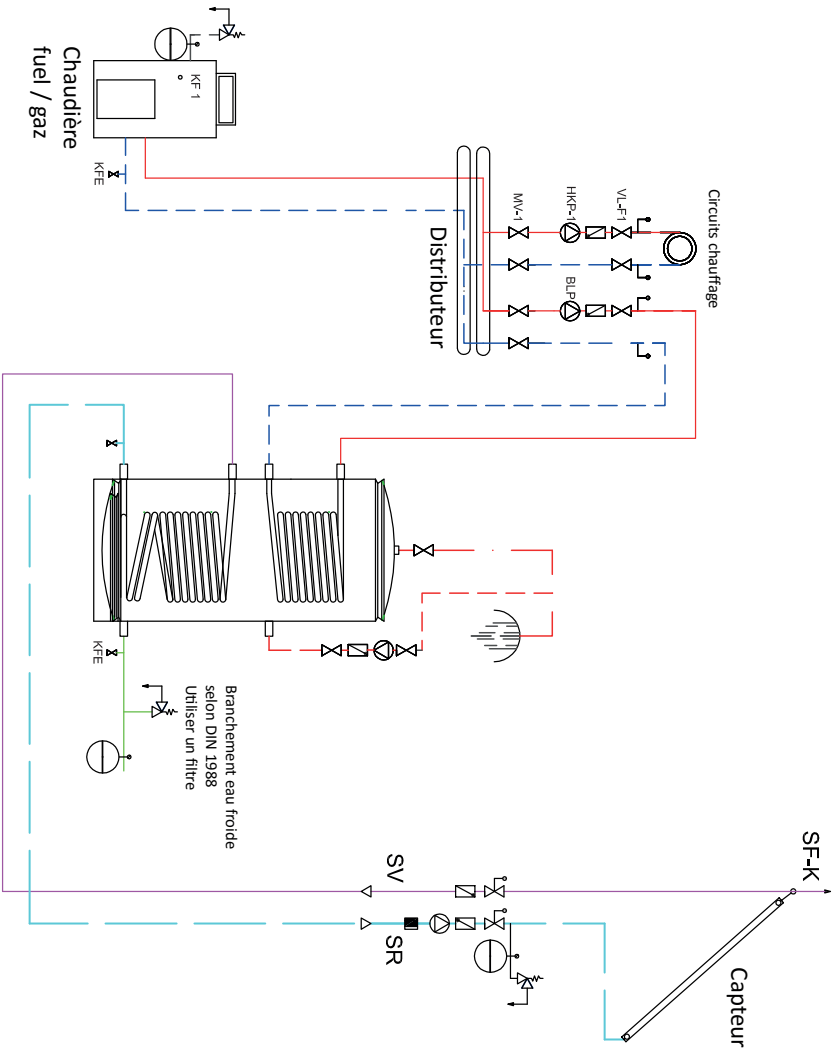 Chaudière
fuel / gaz
KF 1
KFE
Distributeur
MV-1
HKP-1
VL-F1
BLP
Circuits chauffage
KFE
Branchement eau froide
selon DIN 1988
Utiliser un filtre
SV
SR
SF-K
Capteur